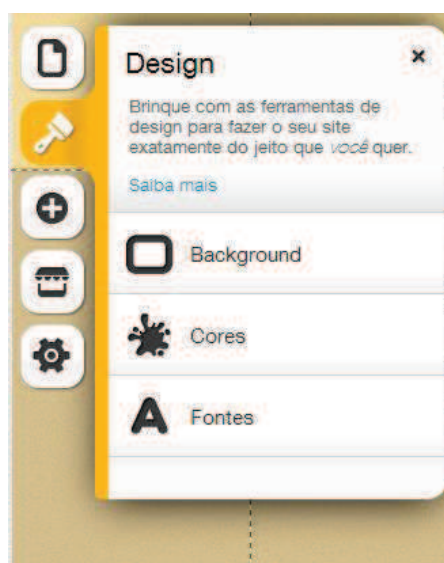 Design
Brinque com as ferramentas de
design para fazer o seu site
exatamente do jeito que você quer.
Saiba mais
Background
Cores
Fontes